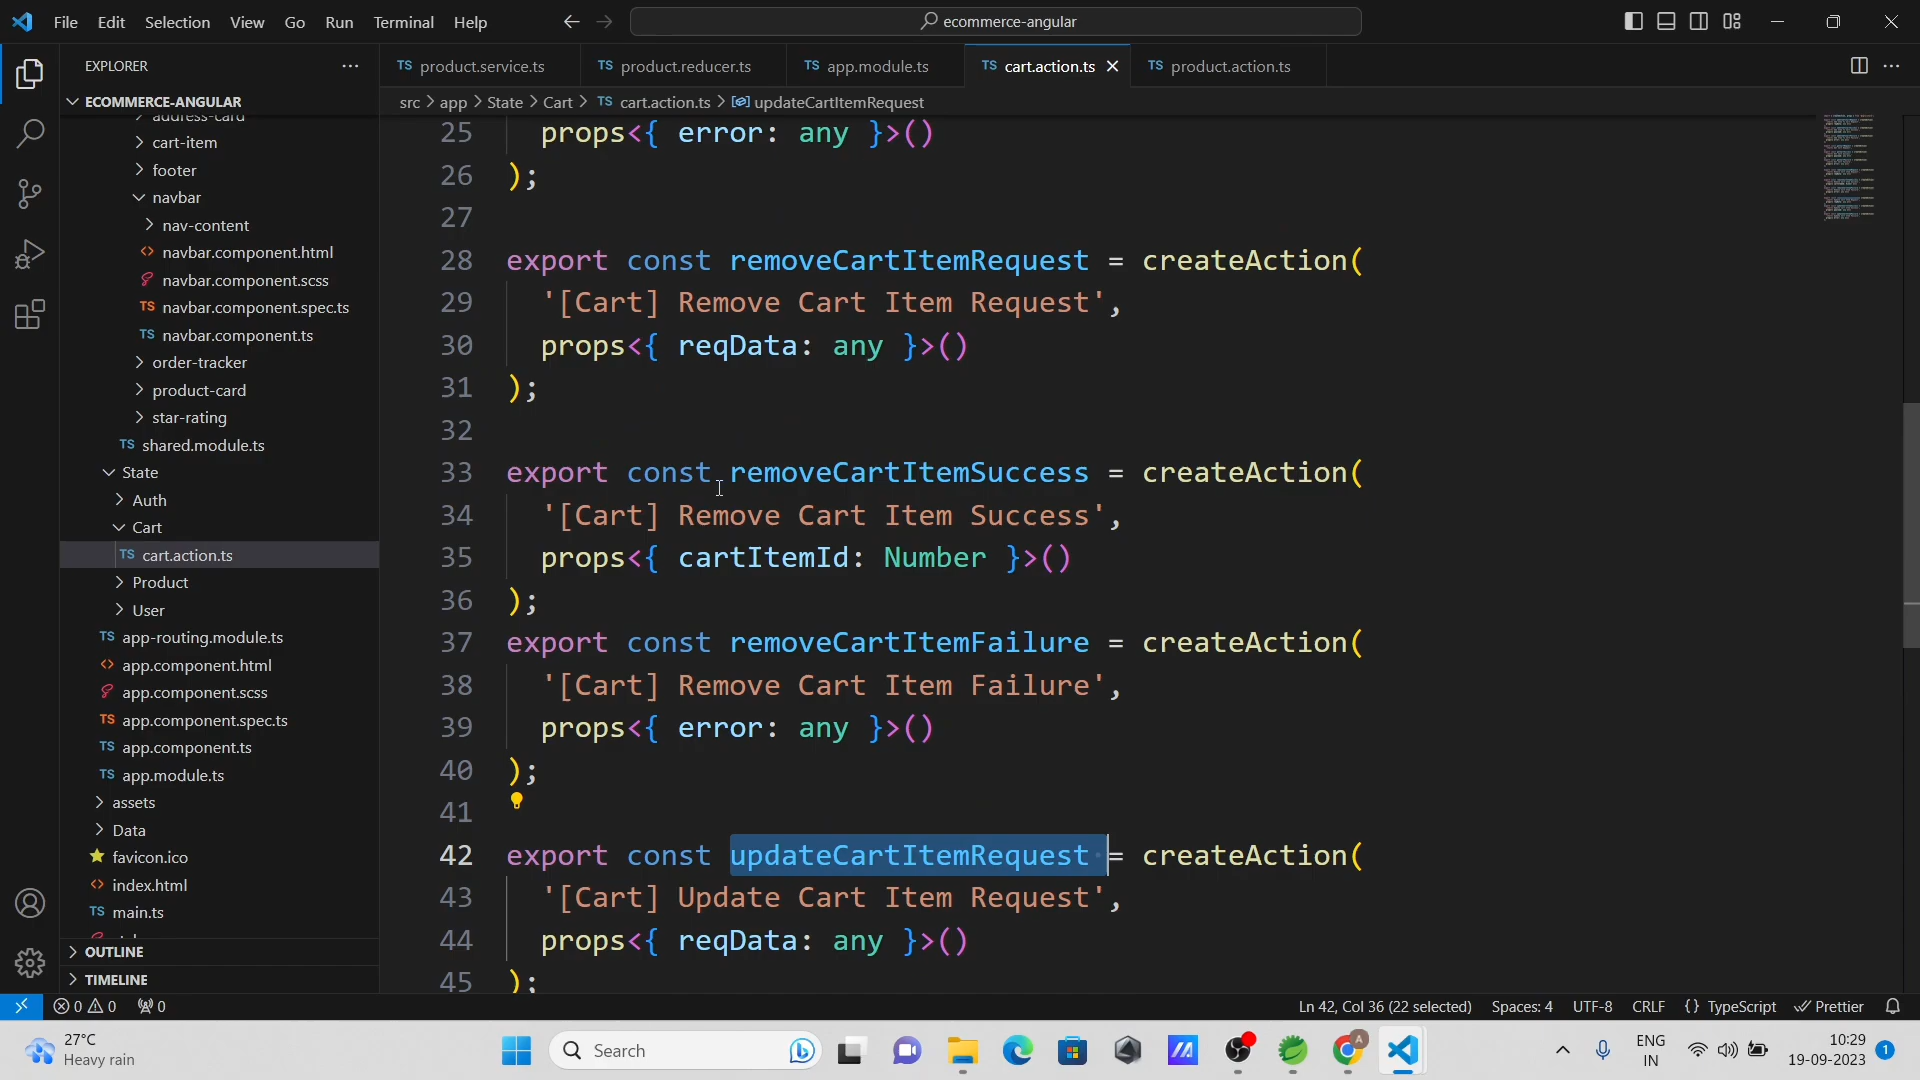 File Edit Selection View Go Run Terminal Help
ecommerce-angular
EXPLORER
ECOMMERCE-ANGULAR
address-card
cart-item
footer
navbar
nav-content
navbar.component.html
navbar.component.scss
TS navbar.component.spec.ts
TS navbar.component.ts
order-tracker
product-card
star-rating
TS shared.module.ts
State
Auth
Cart
TS cart.action.ts
Product
User
TS app-routing.module.ts
app.component.html
app.component.scss
TS app.component.spec.ts
TS app.component.ts
TS app.module.ts
assets
Data
favicon.ico
index.html
TS main.ts
OUTLINE
TIMELINE
TS product.service.ts TS product.reducer.ts TS app.module.ts TS cart.action.ts TS product.action.ts
src > app > State > Cart > TS cart.action.ts > updateCartItemRequest
25 props<{ error: any }>()
26 );
27
28 export const removeCartItemRequest = createAction(
29 '[Cart] Remove Cart Item Request',
30 props<{ reqData: any }>()
31 );
32
33 export const removeCartItemSuccess = createAction(
34 '[Cart] Remove Cart Item Success',
35 props<{ cartItemId: Number }>()
36 );
37 export const removeCartItemFailure = createAction(
38 '[Cart] Remove Cart Item Failure',
39 props<{ error: any }>()
40 );
41
42 export const updateCartItemRequest = createAction(
43 '[Cart] Update Cart Item Request',
44 props<{ reqData: any }>()
45 );
0 0 0 Ln 42, Col 36 (22 selected) Spaces: 4 UTF-8 CRLF {} TypeScript Prettier
27°C
Heavy rain
Search
ENG
IN
10:29
19-09-2023
1